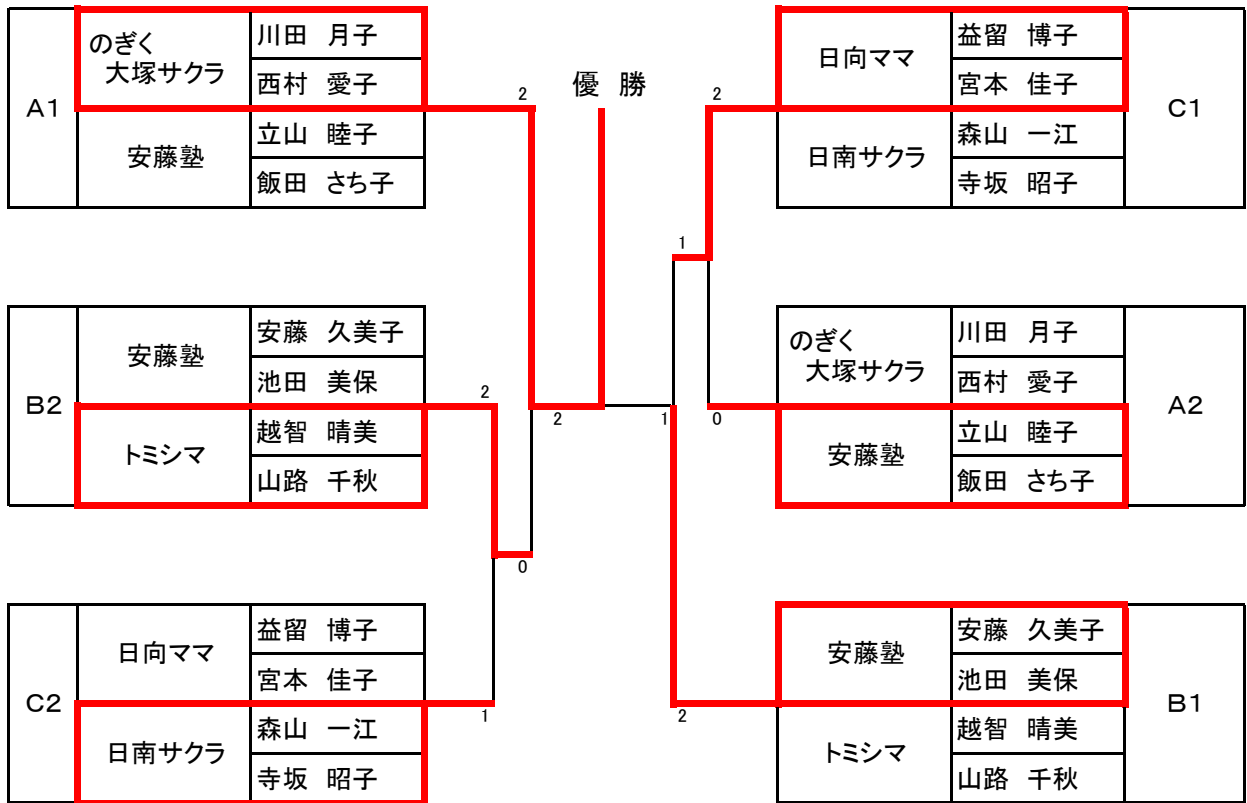 A1
のぎく
大塚サクラ
川田 月子
西村 愛子
安藤塾
立山 睦子
飯田 さち子
2
優 勝
2
日向ママ
益留 博子
宮本 佳子
日南サクラ
森山 一江
寺坂 昭子
C1
1
B2
安藤塾
安藤 久美子
池田 美保
トミシマ
越智 晴美
山路 千秋
2
2
1
0
のぎく
大塚サクラ
川田 月子
西村 愛子
安藤塾
立山 睦子
飯田 さち子
A2
0
C2
日向ママ
益留 博子
宮本 佳子
日南サクラ
森山 一江
寺坂 昭子
1
2
安藤塾
安藤 久美子
池田 美保
トミシマ
越智 晴美
山路 千秋
B1